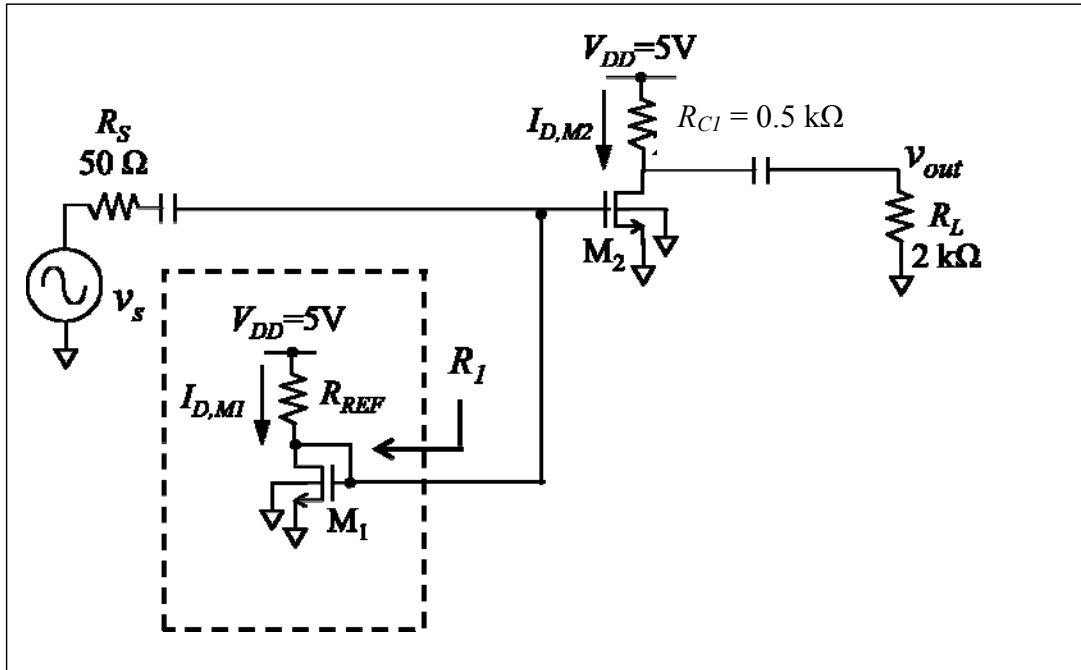 V_DD=5V
I_D,M2
R_C1 = 0.5 kΩ
R_S
50 Ω
v_out
R_L
2 kΩ
M_2
v_s
V_DD=5V
R_1
I_D,M1
R_REF
M_1